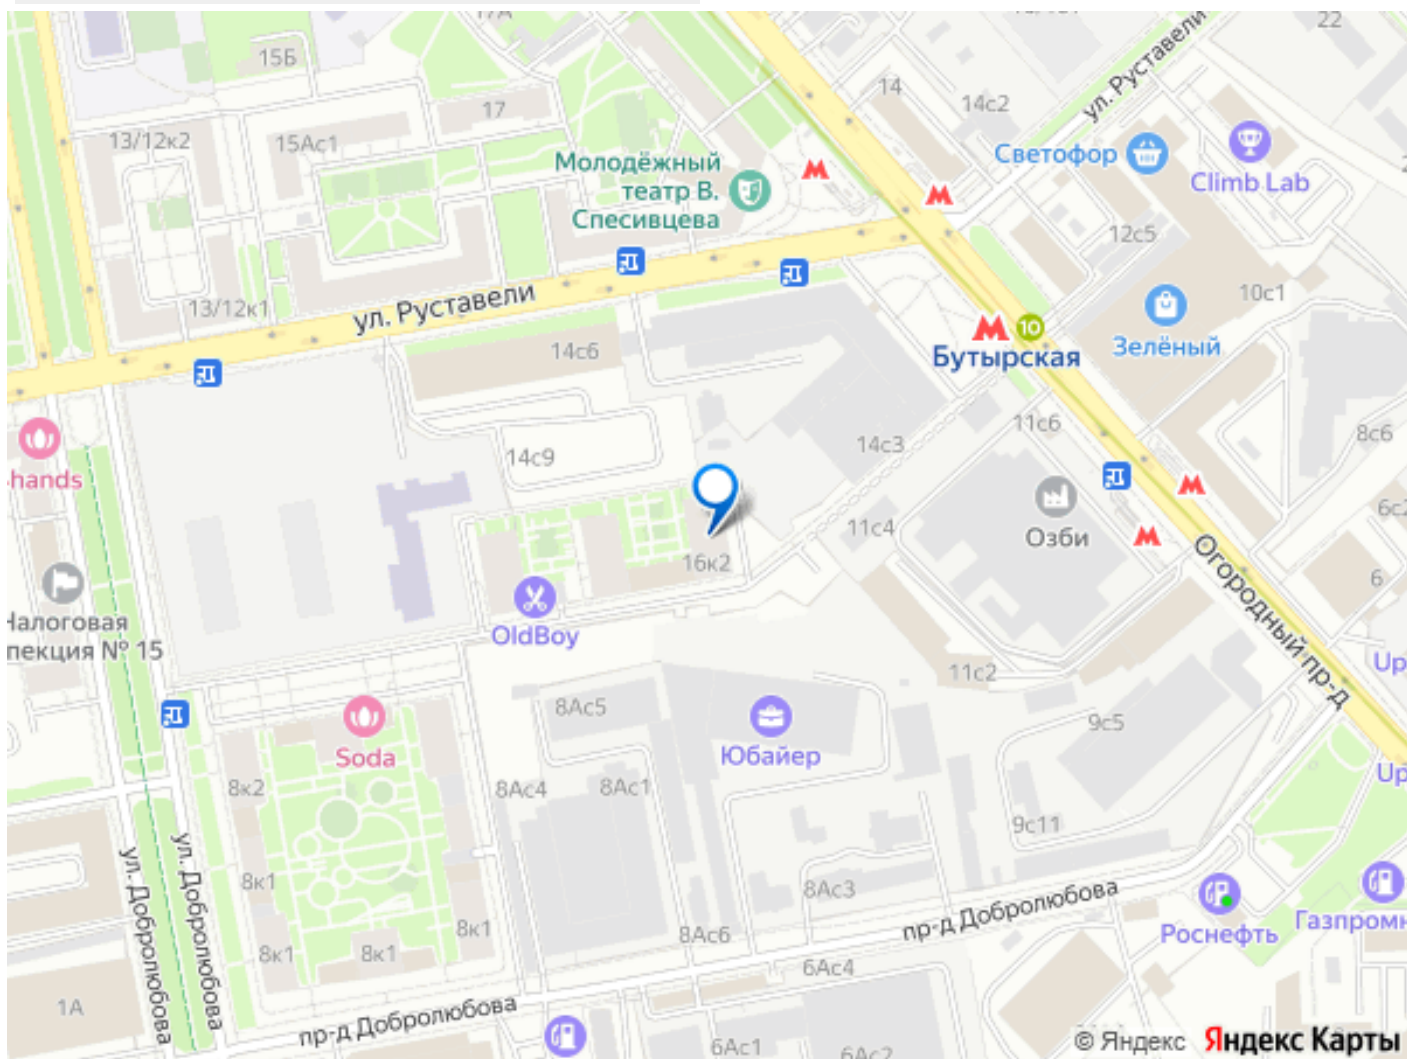 17А
22
15Б
14
ул. Руставели
17
14с2
13/12к2
15Ас1
Светофор
Молодёжный
театр В.
Спесивцева
Climb Lab
12с5
13/12к1
ул. Руставели
10с1
10
Бутырская
Зелёный
14с6
11с6
8с6
14с3
14с9
hands
6с2
11с4
Озби
16к2
6
Огородный пр-д
OldBoy
Налоговая
пекция № 15
11с2
Up
8Ас5
9с5
Юбайер
Soda
8к2
8Ас4
8Ас1
Up
9с11
ул. Добролюбова
ул. Добролюбова
8к1
8Ас3
пр-д Добролюбова
Роснефть
Газпромн
8к1
8к1
8к1
8Ас6
6Ас4
1А
пр-д Добролюбова
6Ас1
6Ас2
© Яндекс Яндекс Карты